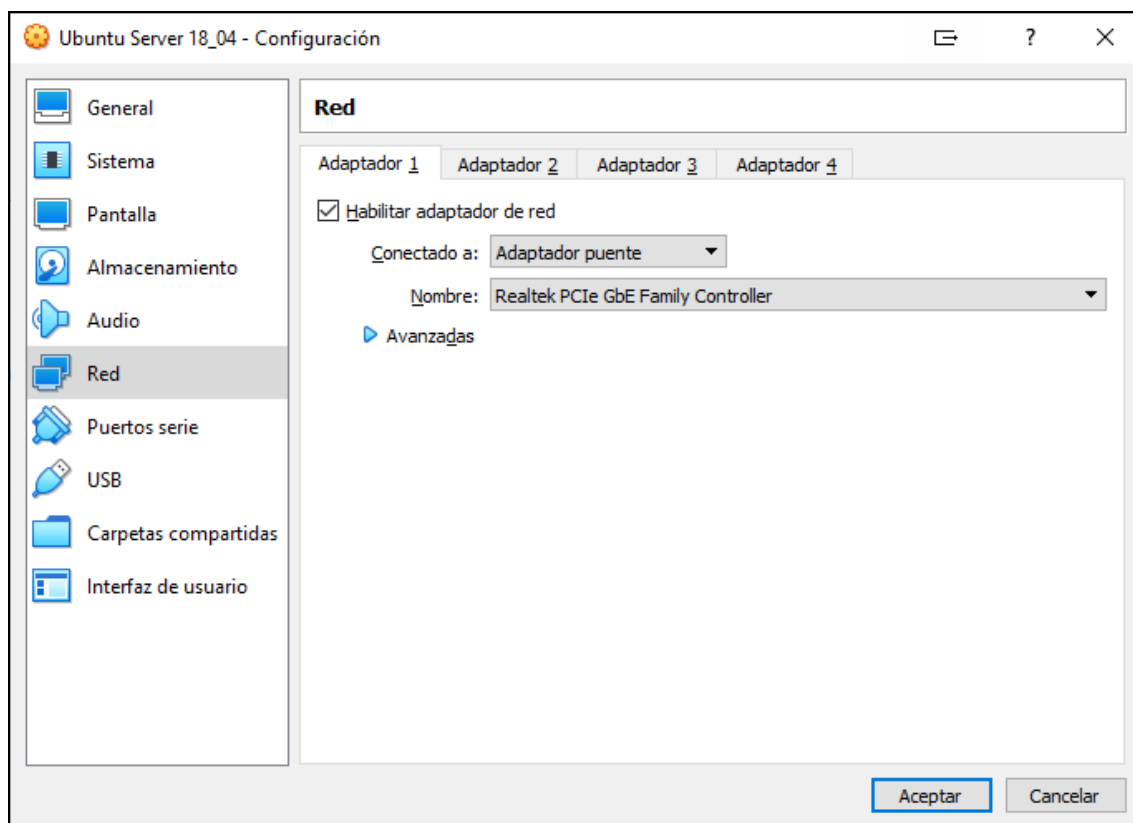 Ubuntu Server 18_04 - Configuración
?
General
Sistema
Pantalla
Almacenamiento
Audio
Red
Puertos serie
USB
Carpetas compartidas
Interfaz de usuario
Red
Adaptador 1 Adaptador 2 Adaptador 3 Adaptador 4
Habilitar adaptador de red
Conectado a: Adaptador puente
Nombre: Realtek PCIe GbE Family Controller
Avanzadas
Aceptar Cancelar